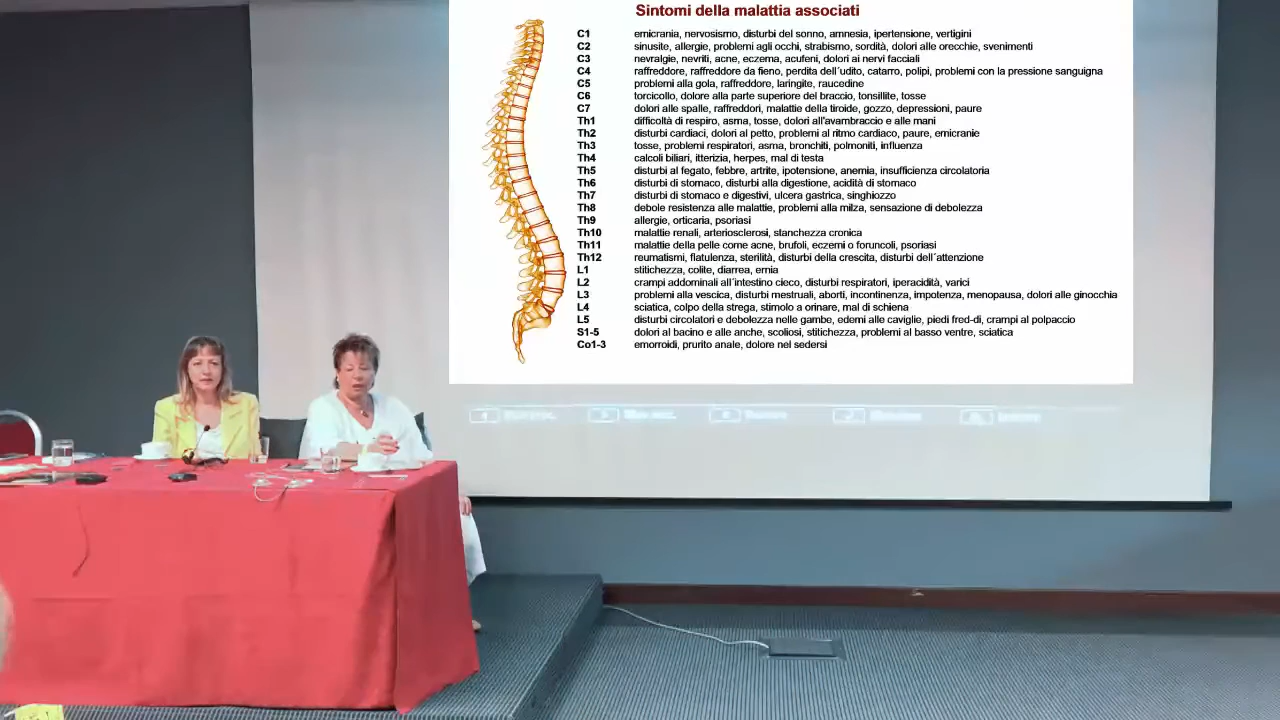 Sintomi della malattia associati
C1 emicrania, nervosismo, disturbi del sonno, amnesia, ipertensione, vertigini
C2 sinusite, allergie, problemi agli occhi, strabismo, sordità, dolori alle orecchie, svenimenti
C3 nevralgie, nevriti, acne, eczema, acufeni, dolori ai nervi facciali
C4 raffreddore, raffreddore da fieno, perdita dell´udito, catarro, polipi, problemi con la pressione sanguigna
C5 problemi alla gola, raffreddore, laringite, raucedine
C6 torcicollo, dolore alla parte superiore del braccio, tonsillite, tosse
C7 dolori alle spalle, raffreddori, malattie della tiroide, gozzo, depressioni, paure
Th1 difficoltà di respiro, asma, tosse, dolori all'avambraccio e alle mani
Th2 disturbi cardiaci, dolori al petto, problemi al ritmo cardiaco, paure, emicranie
Th3 tosse, problemi respiratori, asma, bronchiti, polmoniti, influenza
Th4 calcoli biliari, itterizia, herpes, mal di testa
Th5 disturbi al fegato, febbre, artrite, ipotensione, anemia, insufficienza circolatoria
Th6 disturbi di stomaco, disturbi alla digestione, acidità di stomaco
Th7 disturbi di stomaco e digestivi, ulcera gastrica, singhiozzo
Th8 debole resistenza alle malattie, problemi alla milza, sensazione di debolezza
Th9 allergie, orticaria, psoriasi
Th10 malattie renali, arteriosclerosi, stanchezza cronica
Th11 malattie della pelle come acne, brufoli, eczemi o foruncoli, psoriasi
Th12 reumatismi, flatulenza, sterilità, disturbi della crescita, disturbi dell´attenzione
L1 stitichezza, colite, diarrea, ernia
L2 crampi addominali all´intestino cieco, disturbi respiratori, iperacidità, varici
L3 problemi alla vescica, disturbi mestruali, aborti, incontinenza, impotenza, menopausa, dolori alle ginocchia
L4 sciatica, colpo della strega, stimolo a orinare, mal di schiena
L5 disturbi circolatori e debolezza nelle gambe, edemi alle caviglie, piedi fred-di, crampi al polpaccio
S1-5 dolori al bacino e alle anche, scoliosi, stitichezza, problemi al basso ventre, sciatica
Co1-3 emorroidi, prurito anale, dolore nel sedersi